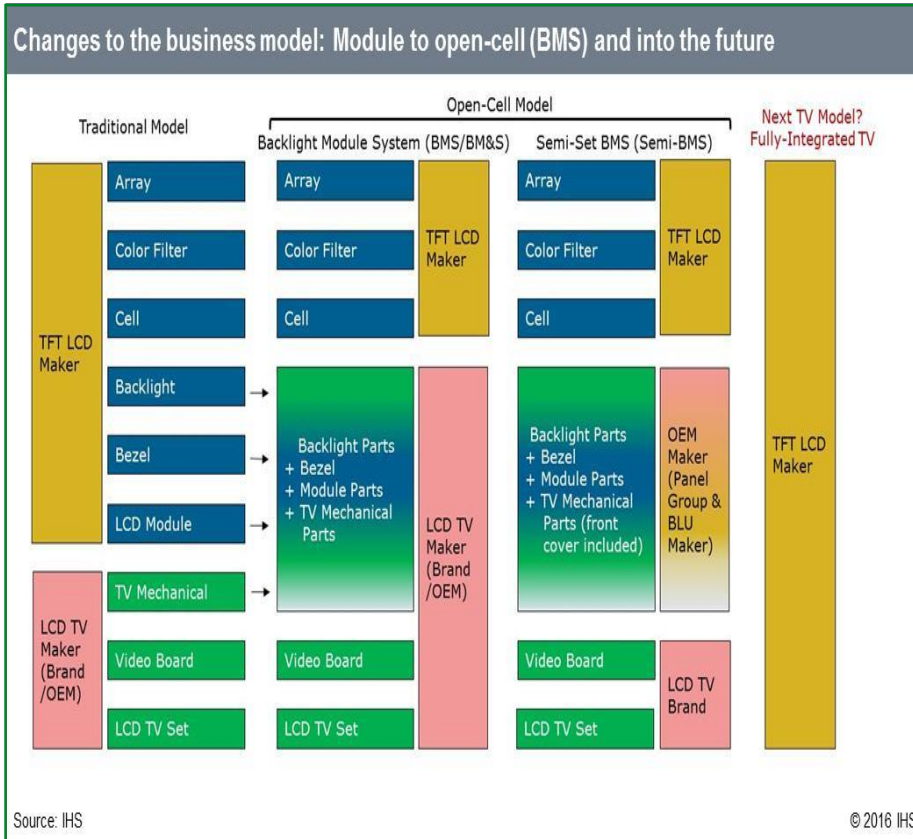 Changes to the business model: Module to open-cell (BMS) and into the future
Open-Cell Model
Traditional Model
Backlight Module System (BMS/BM&S)
Semi-Set BMS (Semi-BMS)
Next TV Model?
Fully-Integrated TV
TFT LCD
Maker
LCD TV
Maker
(Brand
/OEM)
Array
Color Filter
Cell
Backlight
Bezel
LCD Module
TV Mechanical
Video Board
LCD TV Set
Array
Color Filter
Cell
Backlight Parts
+ Bezel
+ Module Parts
+ TV Mechanical
Parts
Video Board
LCD TV Set
TFT LCD
Maker
LCD TV
Maker
(Brand
/OEM)
Array
Color Filter
Cell
Backlight Parts
+ Bezel
+ Module Parts
+ TV Mechanical
Parts (front
cover included)
Video Board
LCD TV Set
TFT LCD
Maker
OEM
Maker
(Panel
Group &
BLU
Maker)
LCD TV
Brand
TFT LCD
Maker
Source: IHS
© 2016 IHS